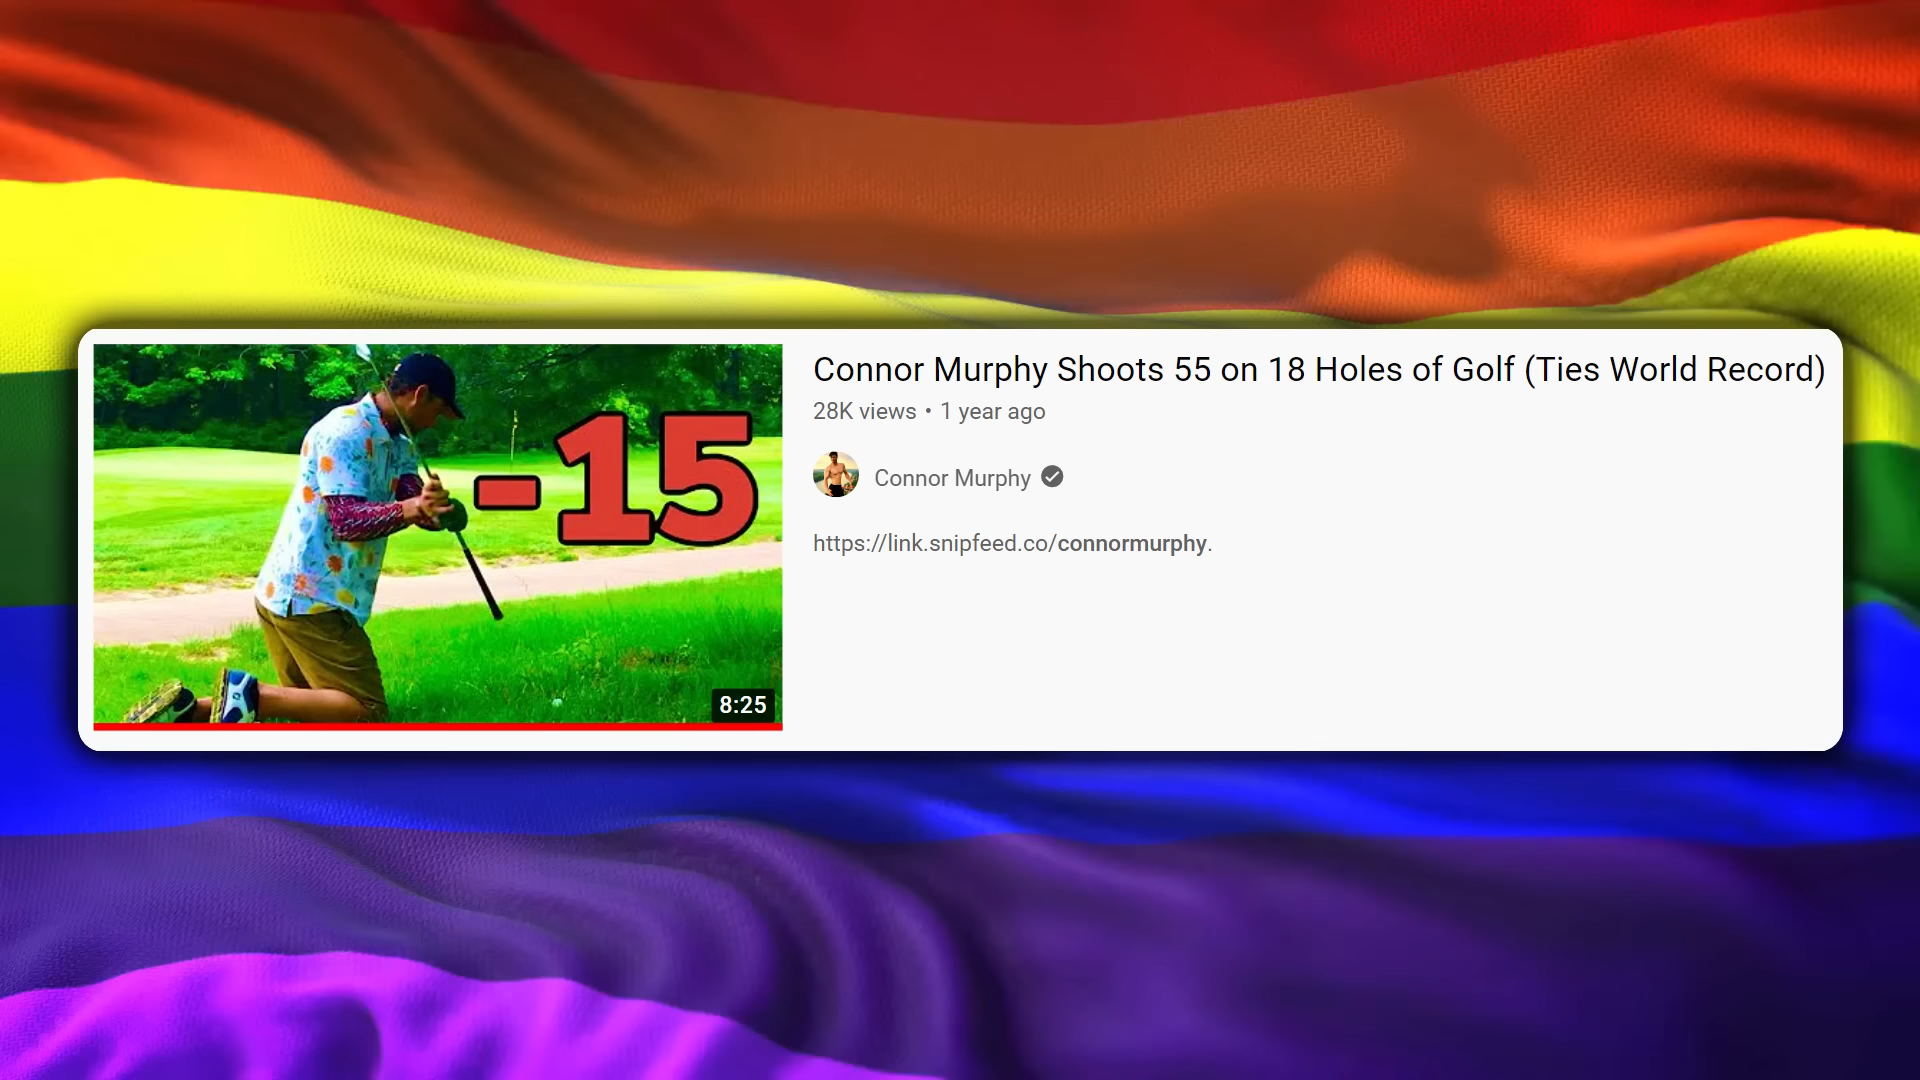 -15
8:25
Connor Murphy Shoots 55 on 18 Holes of Golf (Ties World Record)
28K views • 1 year ago
Connor Murphy
https://link.snipfeed.co/connormurphy.